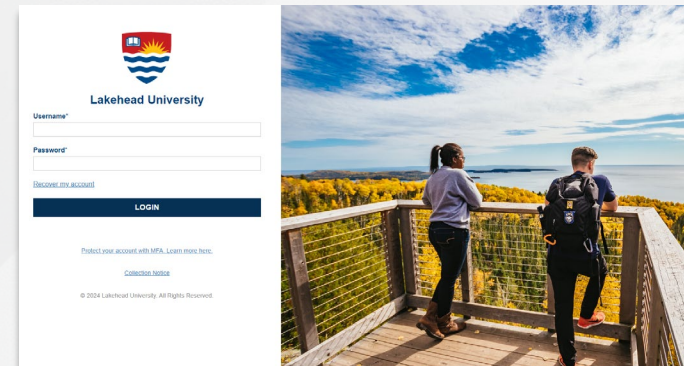 Lakehead University
Username*
Password*
Recover my account
LOGIN
Protect your account with MFA. Learn more here.
Collection Notice
© 2024 Lakehead University. All Rights Reserved.